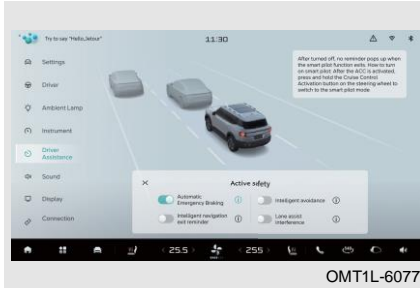 Try to say "Hello, Jetour"
11:30
Settings
Driver
Ambient Lamp
Instrument
Driver
Assistance
Sound
Display
Connection
After turned off, no reminder pops up when
the smart pilot function exits. How to turn
on smart pilot: After the ACC is activated,
press and hold the Cruise Control
Activation button on the steering wheel to
switch to the smart pilot mode
Active safety
Automatic
Emergency Braking
Intelligent avoidance
Intelligent navigation
exit reminder
Lane assist
interference
25.5
255
OMT1L-6077